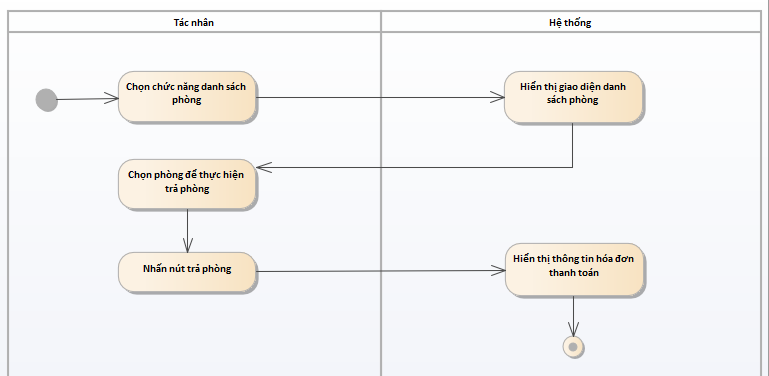 Tác nhân
Hệ thống
Chọn chức năng danh sách
phòng
Hiển thị giao diện danh
sách phòng
Chọn phòng để thực hiện
trả phòng
Nhấn nút trả phòng
Hiển thị thông tin hóa đơn
thanh toán